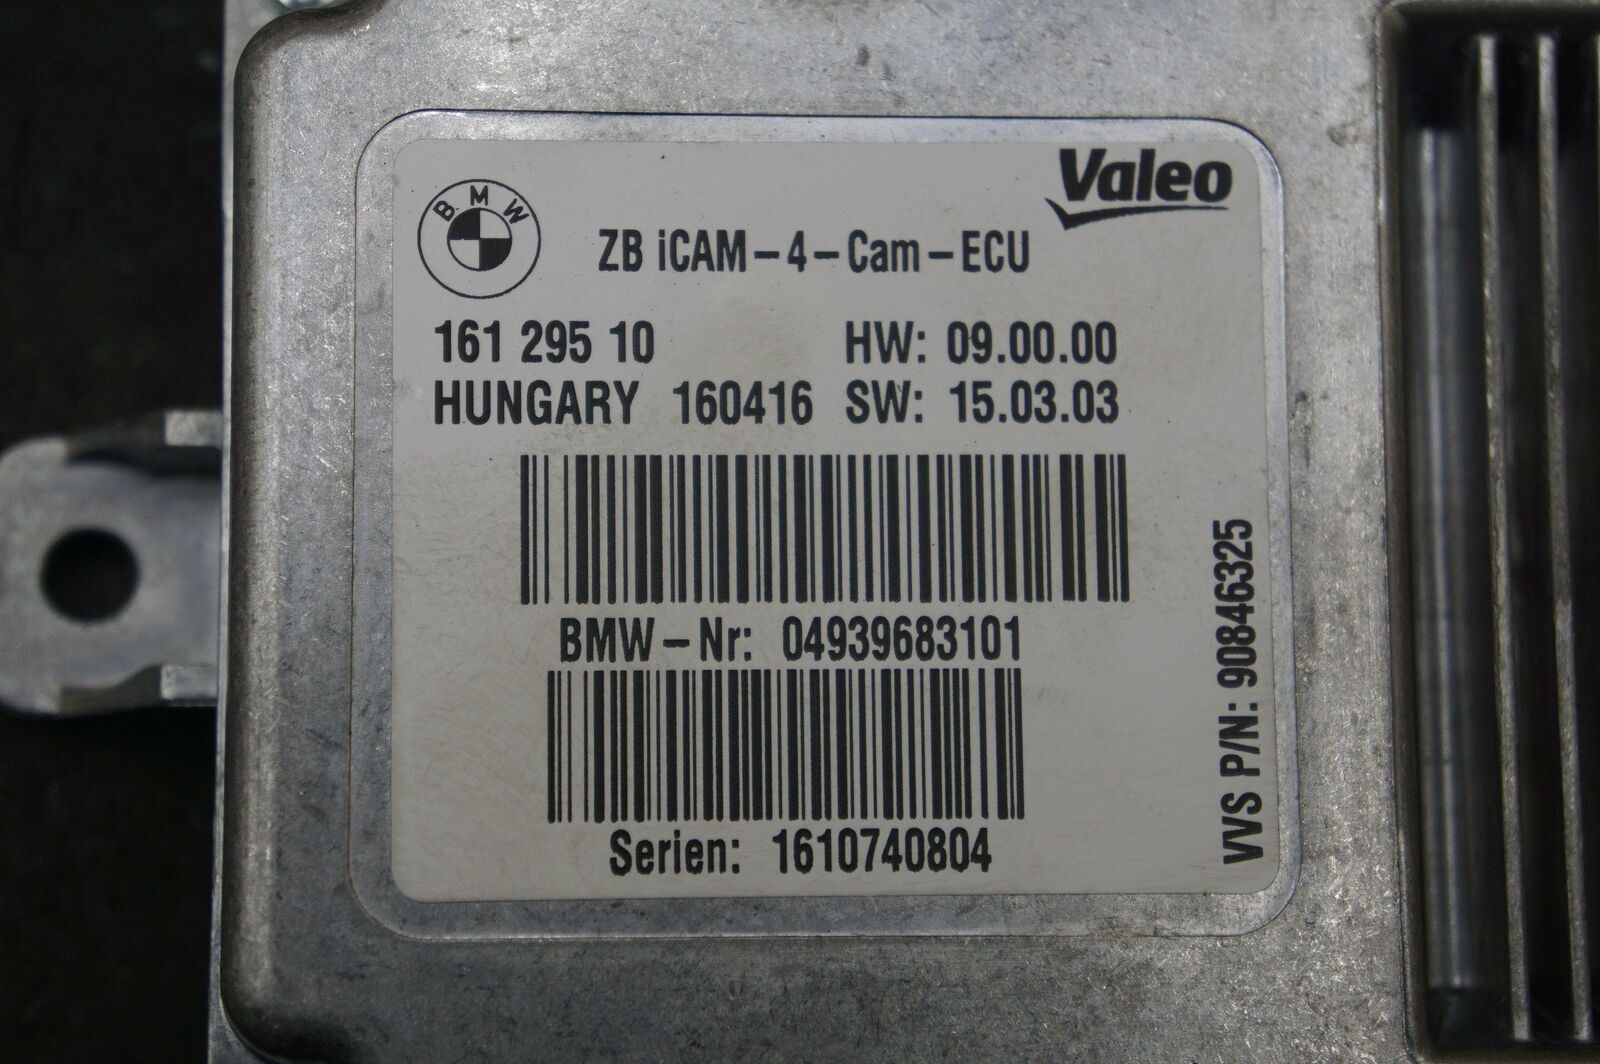 BMW
Valeo
ZB iCAM-4-Cam-ECU
161 295 10 HW: 09.00.00
HUNGARY 160416 SW: 15.03.03
BMW-Nr: 04939683101
Serien: 1610740804
VVS P/N: 90846325